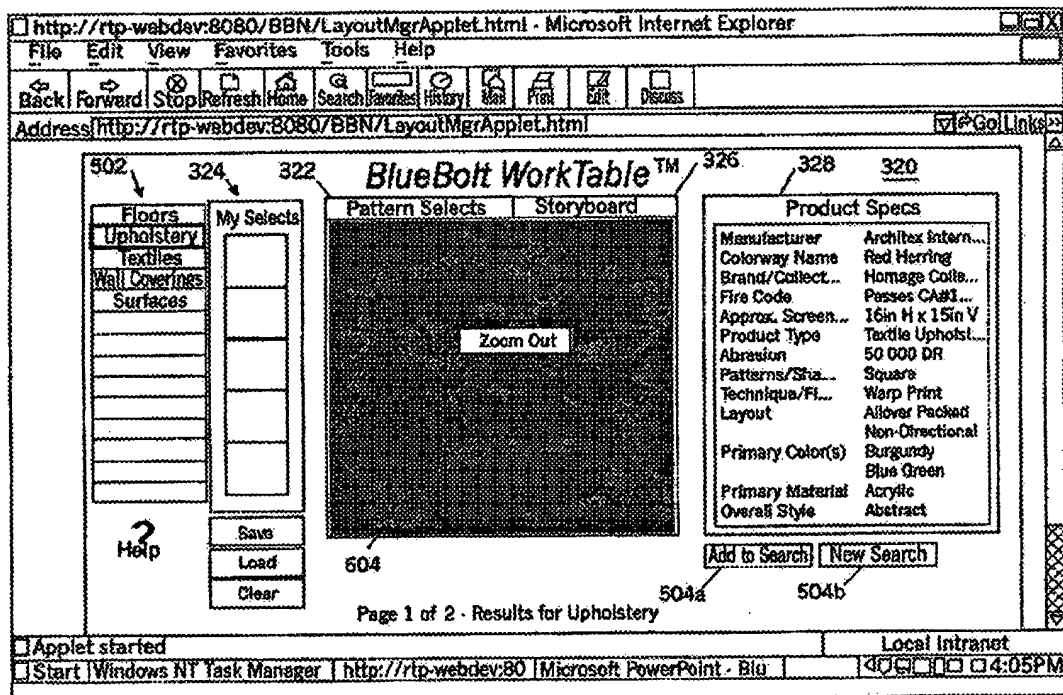 http://rtp-webdev:8080/BBN/LayoutMgrApplet.html - Microsoft Internet Explorer
File Edit View Favorites Tools Help
Back Forward Stop Refresh Home Search Favorites History Mail Print Edit Discuss
Address http://rtp-webdev:8080/BBN/LayoutMgrApplet.html Go Links >>
502 324 322 BlueBolt WorkTable™ 326 328 320
Floors
Upholstery
Textiles
Wall Coverings
Surfaces
? Help
My Selects
Save
Load
Clear
Pattern Selects Storyboard
Zoom Out
604
Product Specs
Manufacturer Architex Intern...
Colorway Name Red Herring
Brand/Collect... Homage Colle...
Fire Code Passes CA#1...
Approx. Screen... 16in H x 15in V
Product Type Textile Upholst...
Abrasion 50 000 DR
Patterns/Sha... Square
Technique/Fi... Warp Print
Layout Allover Packed
Non-Directional
Primary Color(s) Burgundy
Blue Green
Primary Material Acrylic
Overall Style Abstract
Add to Search New Search
504a 504b
Page 1 of 2 - Results for Upholstery
Applet started Local intranet
Start Windows NT Task Manager http://rtp-webdev:80 Microsoft PowerPoint - Blu 4:05PM